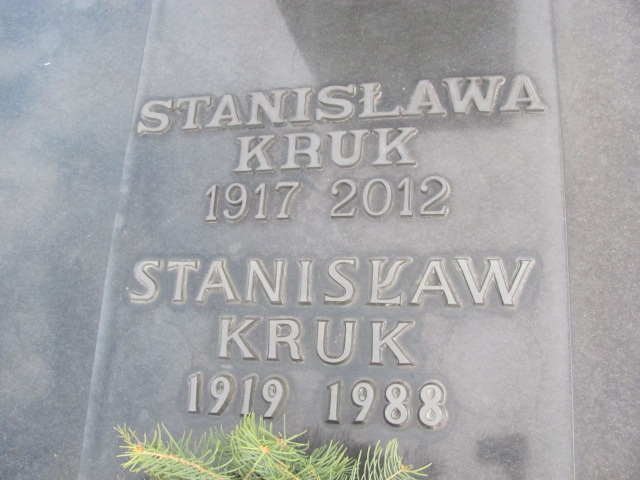 STANISŁAWA
KRUK
1917 2012
STANISŁAW
KRUK
1919 1988